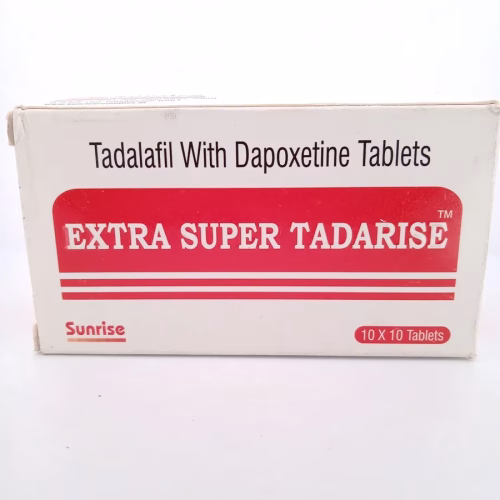 Tadalafil With Dapoxetine Tablets
EXTRA SUPER TADARISE™
Sunrise
10 X 10 Tablets